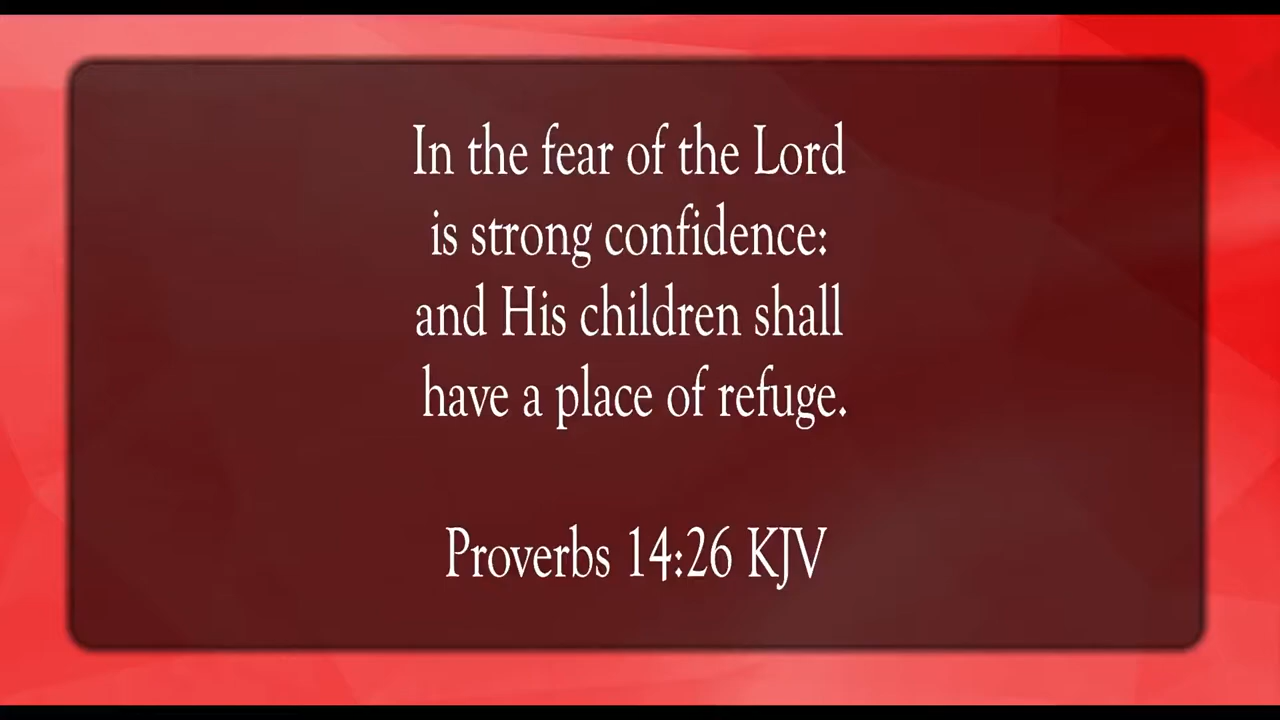 In the fear of the Lord
is strong confidence:
and His children shall
have a place of refuge.
Proverbs 14:26 KJV